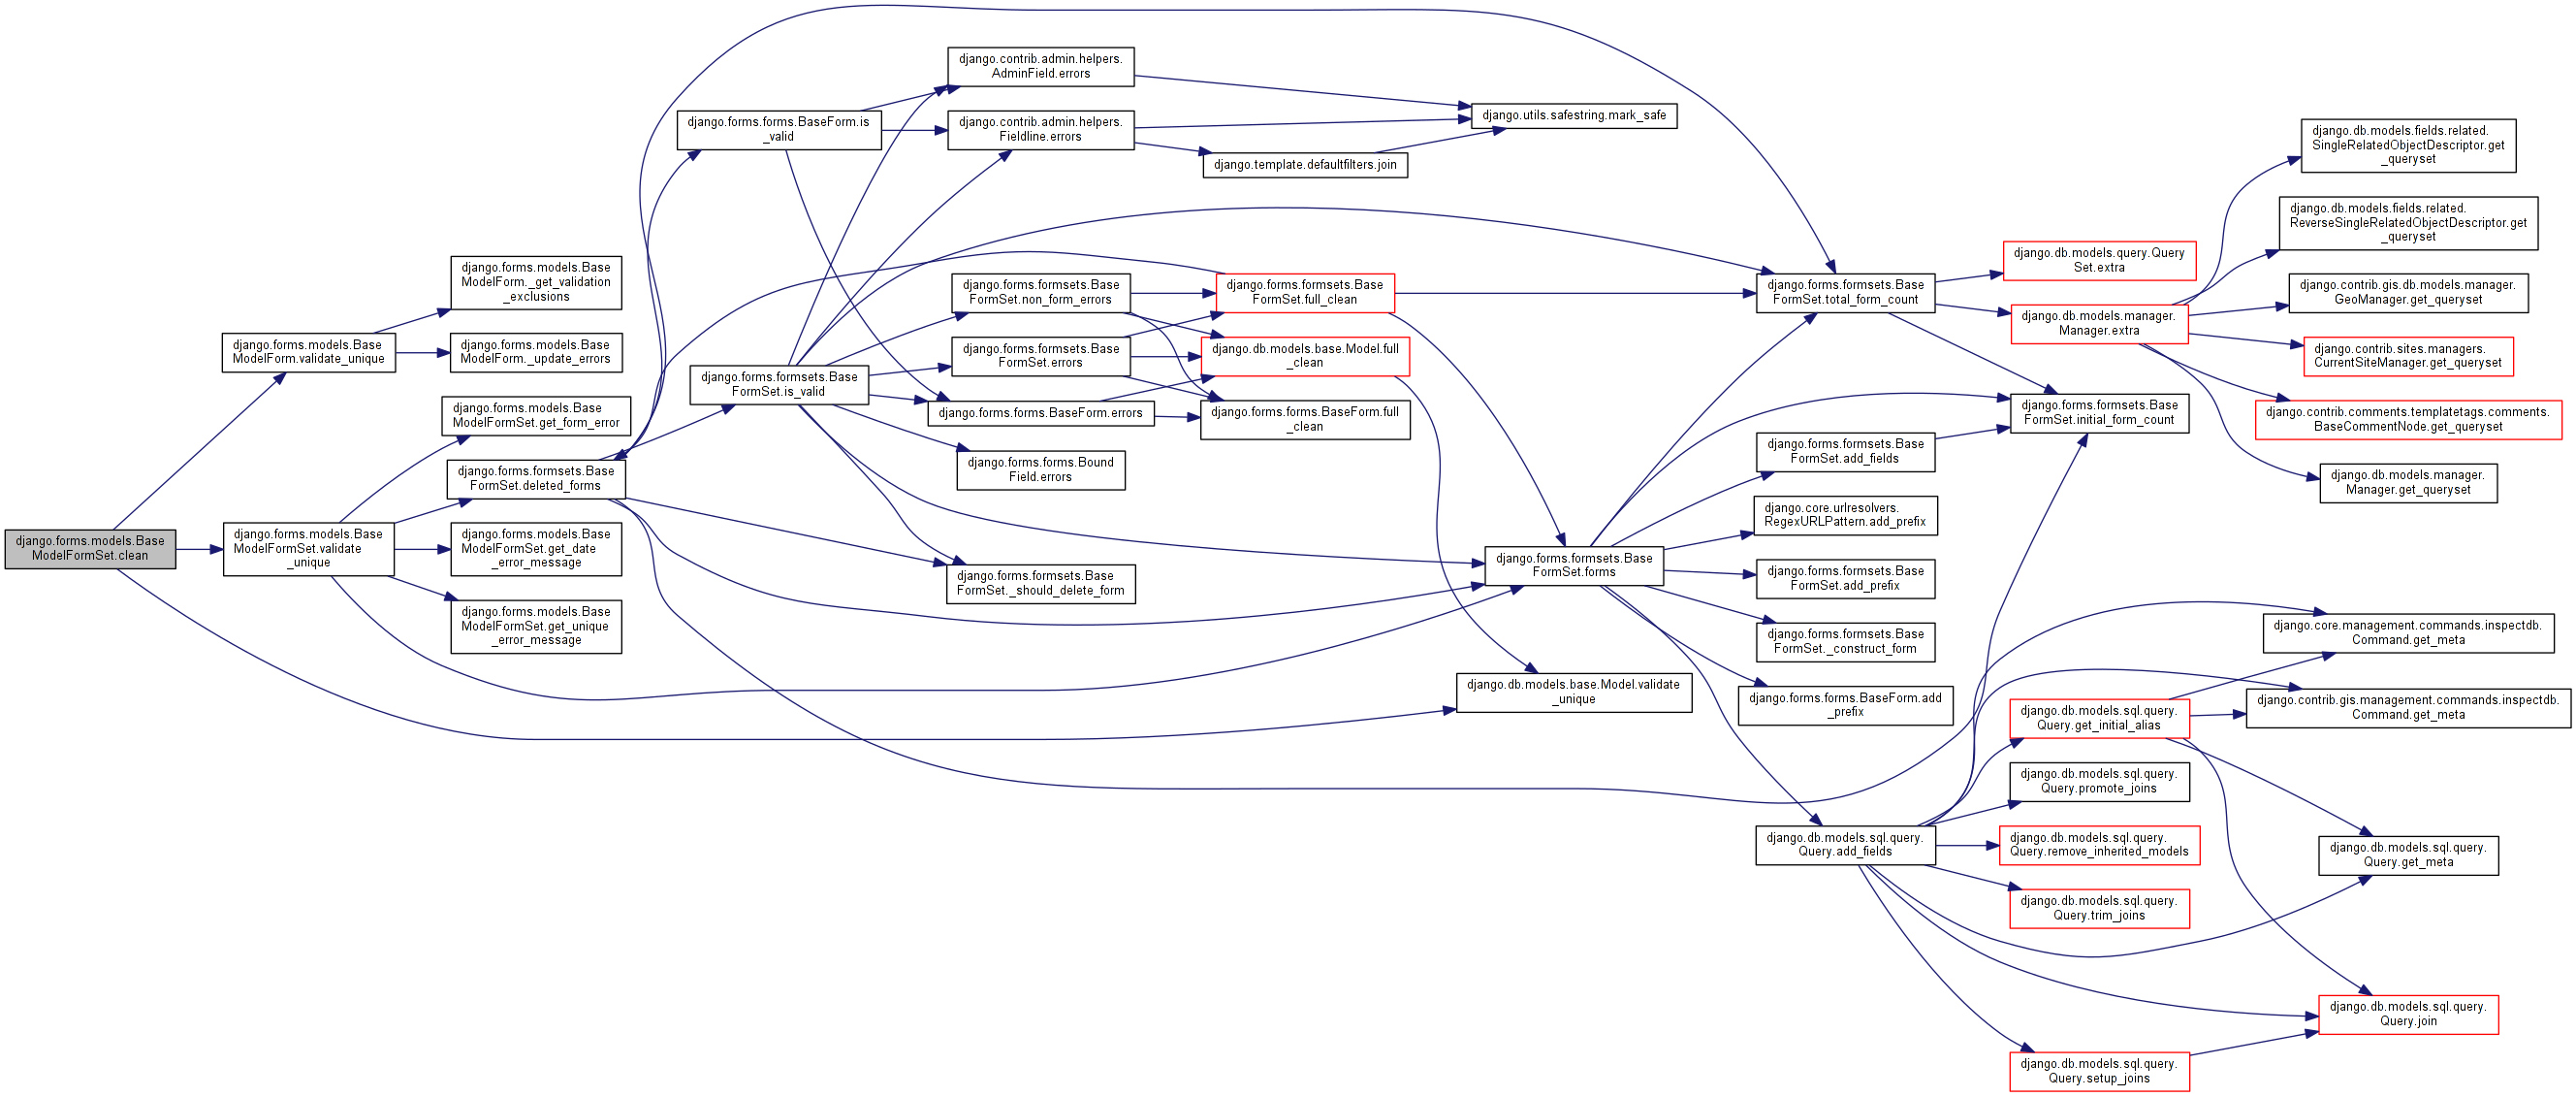 django.forms.models.Base
ModelFormSet.clean
django.forms.models.Base
ModelForm.validate_unique
django.forms.models.Base
ModelFormSet.validate
_unique
django.forms.models.Base
ModelForm._get_validation
_exclusions
django.forms.models.Base
ModelForm._update_errors
django.forms.models.Base
ModelFormSet.get_form_error
django.forms.formsets.Base
FormSet.deleted_forms
django.forms.models.Base
ModelFormSet.get_date
_error_message
django.forms.models.Base
ModelFormSet.get_unique
_error_message
django.forms.forms.BaseForm.is
_valid
django.forms.formsets.Base
FormSet.is_valid
django.contrib.admin.helpers.
AdminField.errors
django.contrib.admin.helpers.
Fieldline.errors
django.forms.formsets.Base
FormSet.non_form_errors
django.forms.formsets.Base
FormSet.errors
django.forms.forms.BaseForm.errors
django.forms.forms.Bound
Field.errors
django.forms.formsets.Base
FormSet._should_delete_form
django.template.defaultfilters.join
django.forms.formsets.Base
FormSet.full_clean
django.db.models.base.Model.full
_clean
django.forms.forms.BaseForm.full
_clean
django.utils.safestring.mark_safe
django.forms.formsets.Base
FormSet.forms
django.db.models.base.Model.validate
_unique
django.forms.formsets.Base
FormSet.total_form_count
django.forms.formsets.Base
FormSet.add_fields
django.core.urlresolvers.
RegexURLPattern.add_prefix
django.forms.formsets.Base
FormSet.add_prefix
django.forms.formsets.Base
FormSet._construct_form
django.forms.forms.BaseForm.add
_prefix
django.db.models.sql.query.
Query.add_fields
django.db.models.query.Query
Set.extra
django.db.models.manager.
Manager.extra
django.forms.formsets.Base
FormSet.initial_form_count
django.db.models.sql.query.
Query.get_initial_alias
django.db.models.sql.query.
Query.promote_joins
django.db.models.sql.query.
Query.remove_inherited_models
django.db.models.sql.query.
Query.trim_joins
django.db.models.sql.query.
Query.setup_joins
django.db.models.fields.related.
SingleRelatedObjectDescriptor.get
_queryset
django.db.models.fields.related.
ReverseSingleRelatedObjectDescriptor.get
_queryset
django.contrib.gis.db.models.manager.
GeoManager.get_queryset
django.contrib.sites.managers.
CurrentSiteManager.get_queryset
django.contrib.comments.templatetags.comments.
BaseCommentNode.get_queryset
django.db.models.manager.
Manager.get_queryset
django.core.management.commands.inspectdb.
Command.get_meta
django.contrib.gis.management.commands.inspectdb.
Command.get_meta
django.db.models.sql.query.
Query.get_meta
django.db.models.sql.query.
Query.join